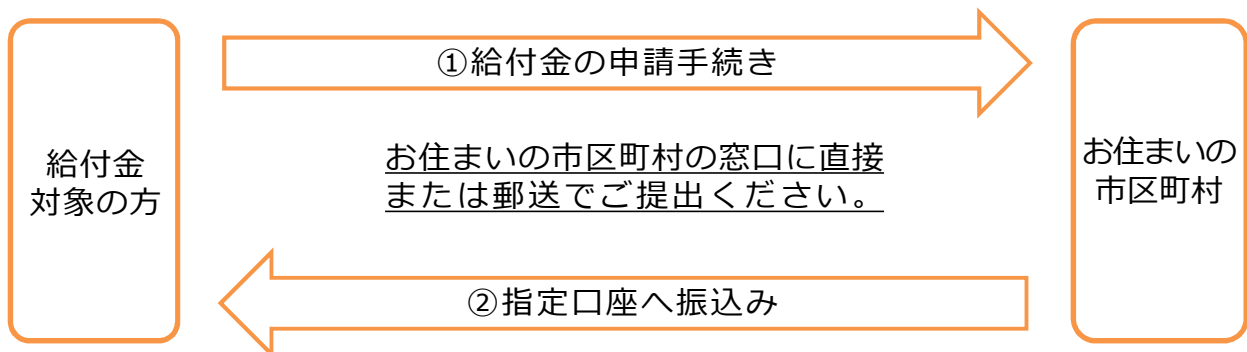 ①給付金の申請手続き
給付金
対象の方
お住まいの市区町村の窓口に直接
または郵送でご提出ください。
お住まいの
市区町村
②指定口座へ振込み